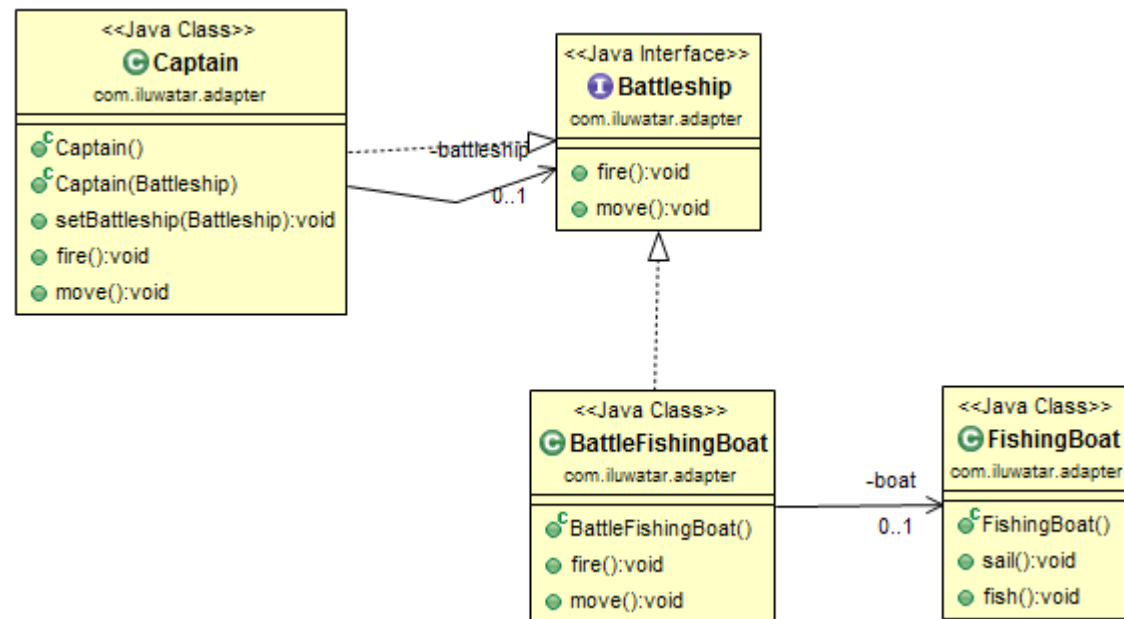 <<Java Class>>
Captain
com.iluwatar.adapter
Captain()
Captain(Battleship)
setBattleship(Battleship):void
fire():void
move():void
-battleship
0..1
<<Java Interface>>
Battleship
com.iluwatar.adapter
fire():void
move():void
<<Java Class>>
BattleFishingBoat
com.iluwatar.adapter
BattleFishingBoat()
fire():void
move():void
-boat
0..1
<<Java Class>>
FishingBoat
com.iluwatar.adapter
FishingBoat()
sail():void
fish():void